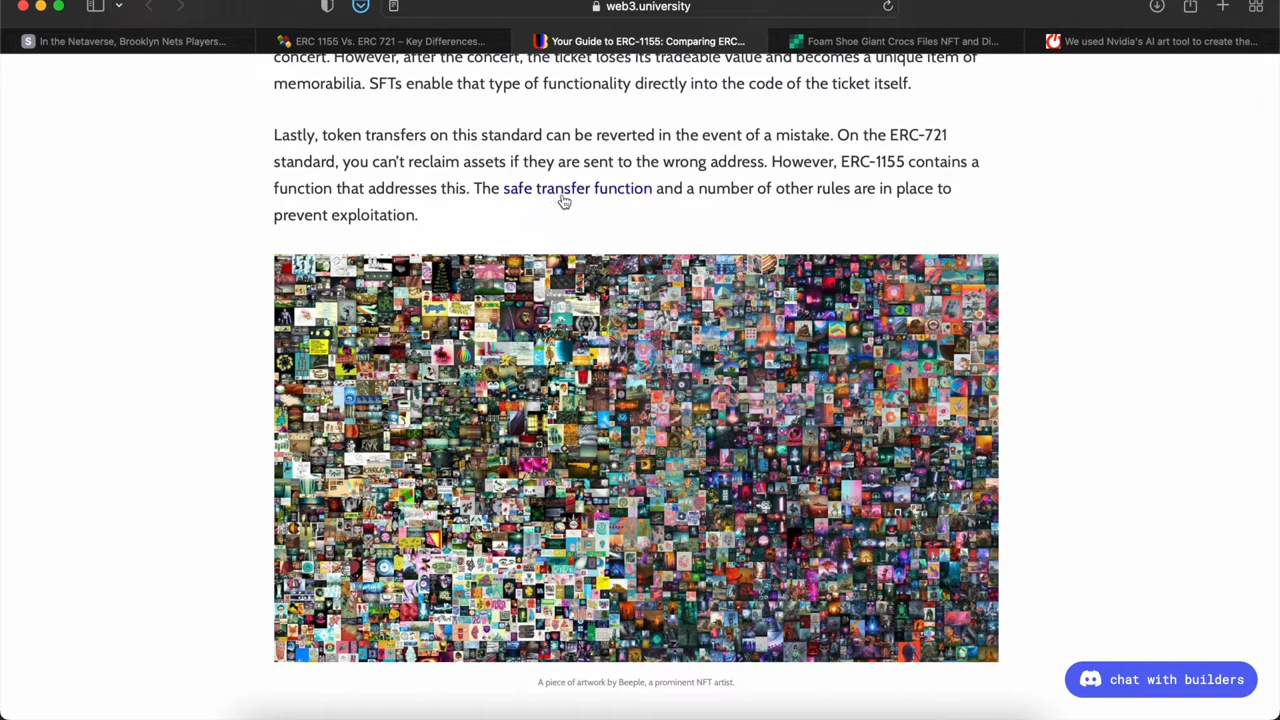 web3.university
In the Netaverse, Brooklyn Nets Players...
ERC 1155 Vs. ERC 721 – Key Differences...
Your Guide to ERC-1155: Comparing ERC...
Foam Shoe Giant Crocs Files NFT and Di...
We used Nvidia's AI art tool to create the...
concert. However, after the concert, the ticket loses its tradeable value and becomes a unique item of
memorabilia. SFTs enable that type of functionality directly into the code of the ticket itself.
Lastly, token transfers on this standard can be reverted in the event of a mistake. On the ERC-721
standard, you can't reclaim assets if they are sent to the wrong address. However, ERC-1155 contains a
function that addresses this. The safe transfer function and a number of other rules are in place to
prevent exploitation.
A piece of artwork by Beeple, a prominent NFT artist.
chat with builders